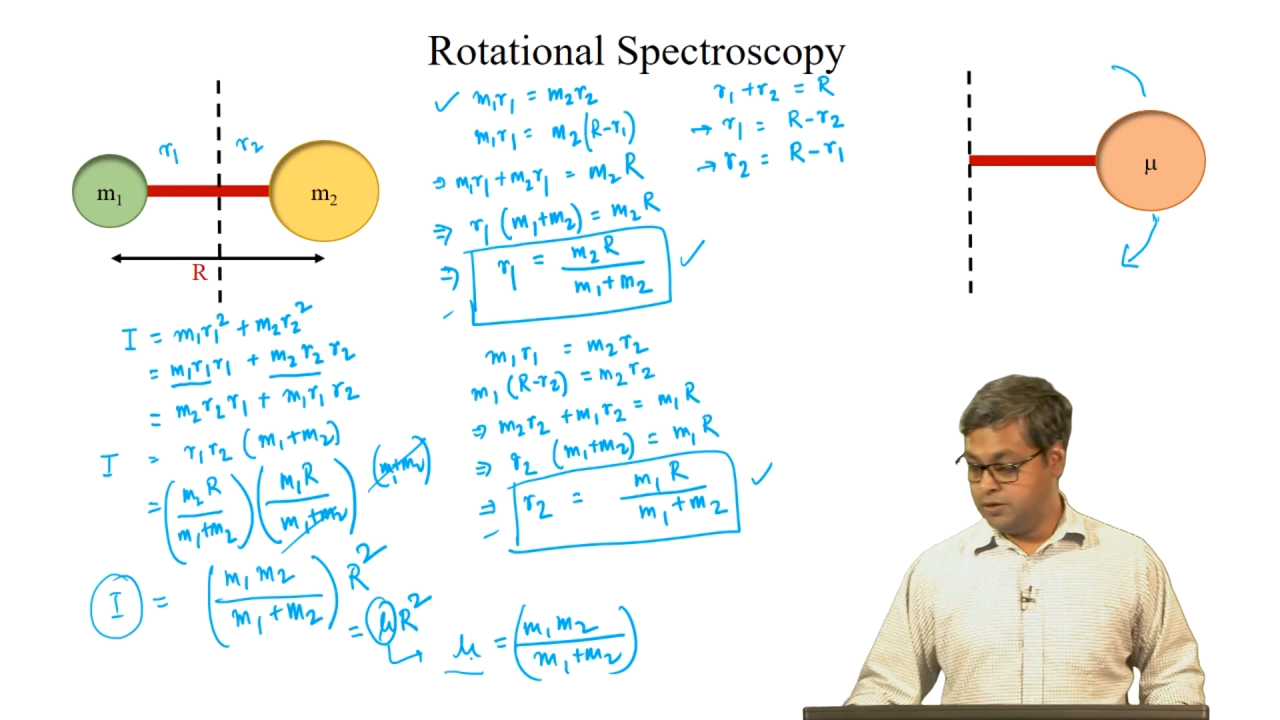 Rotational Spectroscopy
r₁ r₂
m₁ m₂
R
✓ m₁r₁ = m₂r₂
m₁r₁ = m₂(R-r₁)
⇒ m₁r₁ + m₂r₁ = m₂R
⇒ r₁ (m₁+m₂) = m₂R
⇒ r₁ = m₂R / m₁+m₂ ✓
r₁ + r₂ = R
→ r₁ = R-r₂
→ r₂ = R-r₁
μ
I = m₁r₁² + m₂r₂²
= m₁r₁r₁ + m₂r₂r₂
= m₂r₂r₁ + m₁r₁r₂
I = r₁r₂ (m₁+m₂)
= (m₂R / m₁+m₂) (m₁R / m₁+m₂) (m₁+m₂)
I = (m₁m₂ / m₁+m₂) R²
= μR²
μ = (m₁m₂ / m₁+m₂)
m₁r₁ = m₂r₂
m₁(R-r₂) = m₂r₂
⇒ m₂r₂ + m₁r₂ = m₁R
⇒ r₂ (m₁+m₂) = m₁R
⇒ r₂ = m₁R / m₁+m₂ ✓